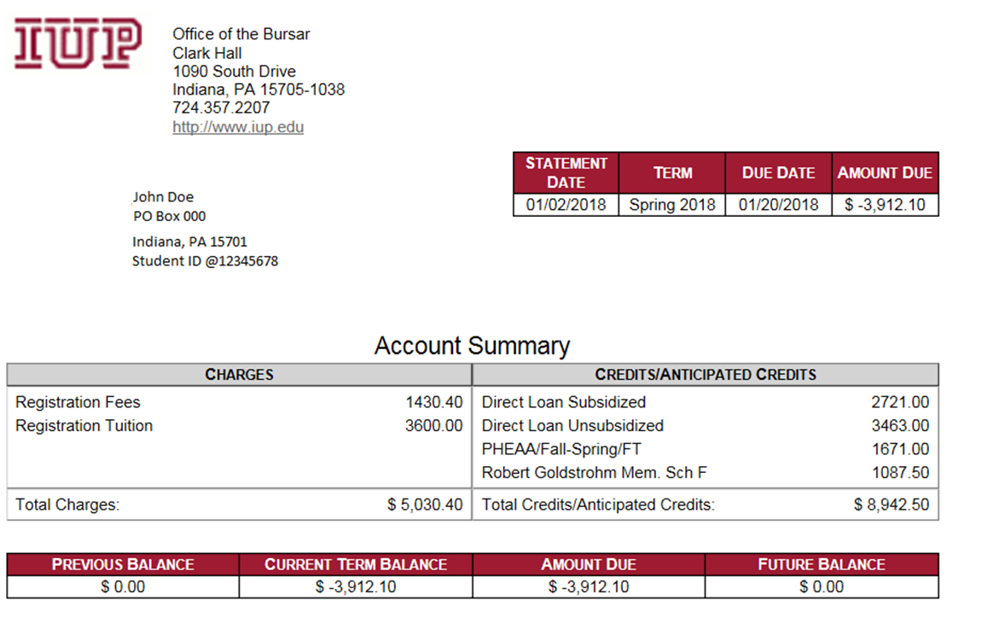 IUP
Office of the Bursar
Clark Hall
1090 South Drive
Indiana, PA 15705-1038
724.357.2207
http://www.iup.edu
STATEMENT DATE TERM DUE DATE AMOUNT DUE
01/02/2018 Spring 2018 01/20/2018 $ -3,912.10
John Doe
PO Box 000
Indiana, PA 15701
Student ID @12345678
Account Summary
CHARGES CREDITS/ANTICIPATED CREDITS
Registration Fees 1430.40 Direct Loan Subsidized 2721.00
Registration Tuition 3600.00 Direct Loan Unsubsidized 3463.00
PHEAA/Fall-Spring/FT 1671.00
Robert Goldstrohm Mem. Sch F 1087.50
Total Charges: $ 5,030.40 Total Credits/Anticipated Credits: $ 8,942.50
PREVIOUS BALANCE CURRENT TERM BALANCE AMOUNT DUE FUTURE BALANCE
$ 0.00 $ -3,912.10 $ -3,912.10 $ 0.00